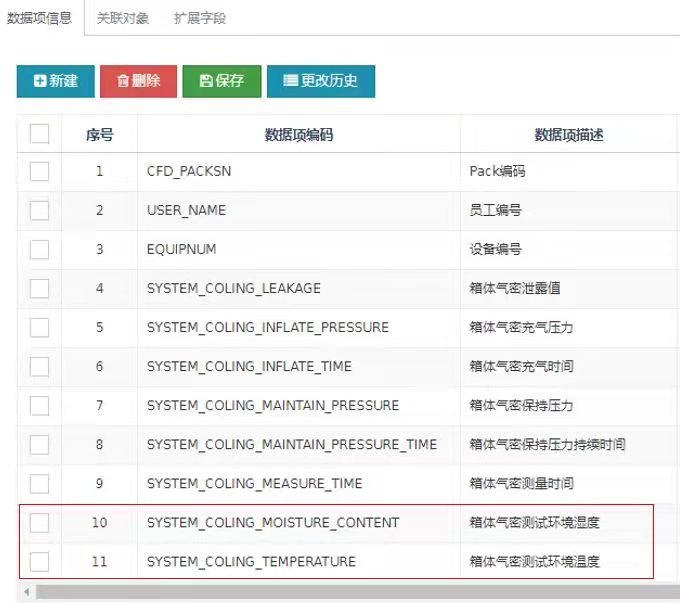 数据项信息 关联对象 扩展字段
新建 删除 保存 更改历史
序号 数据项编码 数据项描述
1 CFD_PACKSN Pack编码
2 USER_NAME 员工编号
3 EQUIPNUM 设备编号
4 SYSTEM_COLING_LEAKAGE 箱体气密泄露值
5 SYSTEM_COLING_INFLATE_PRESSURE 箱体气密充气压力
6 SYSTEM_COLING_INFLATE_TIME 箱体气密充气时间
7 SYSTEM_COLING_MAINTAIN_PRESSURE 箱体气密保持压力
8 SYSTEM_COLING_MAINTAIN_PRESSURE_TIME 箱体气密保持压力持续时间
9 SYSTEM_COLING_MEASURE_TIME 箱体气密测量时间
10 SYSTEM_COLING_MOISTURE_CONTENT 箱体气密测试环境湿度
11 SYSTEM_COLING_TEMPERATURE 箱体气密测试环境温度